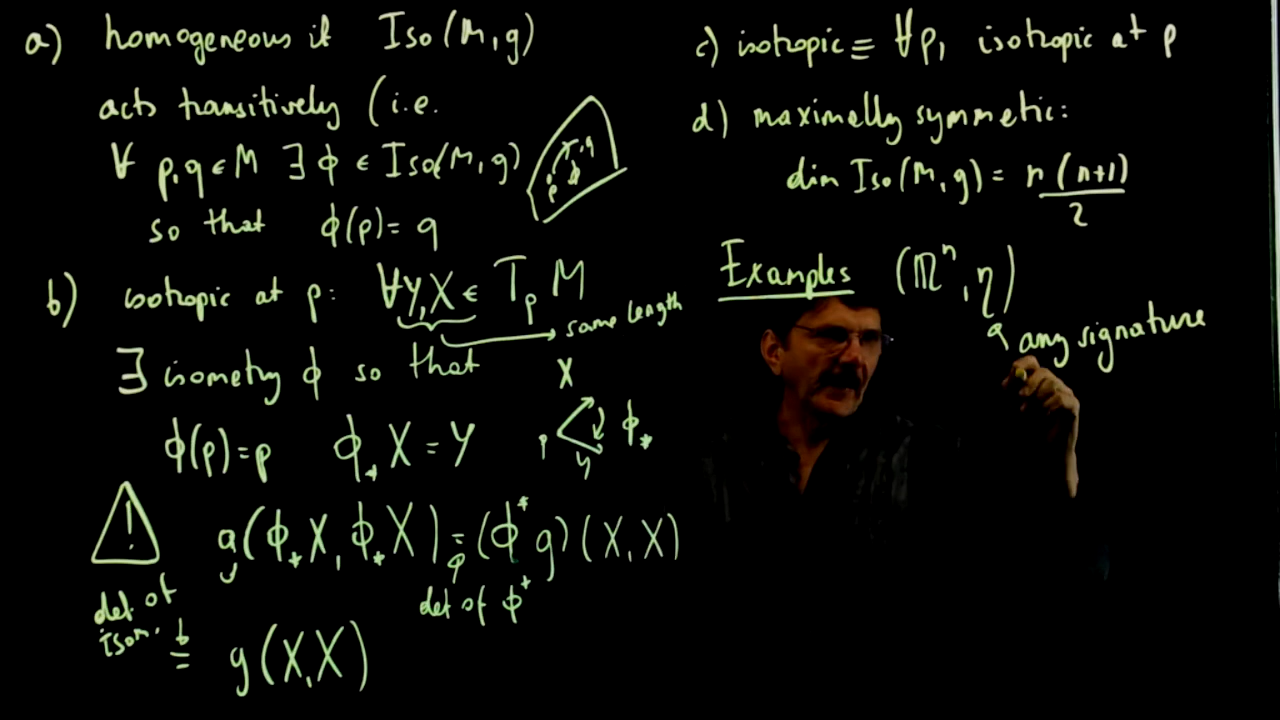 a) homogeneous if Iso(M,g)
acts transitively (i.e.
∀ p,q ∈ M ∃ ϕ ∈ Iso(M,g)
p ϕ q
so that ϕ(p)= q
b) isotropic at p: ∀Y,X ∈ T_p M
same length
∃ isometry ϕ so that
ϕ(p)=p ϕ_* X = Y
X
p ϕ_*
Y
! g(ϕ_* X, ϕ_* X) = (ϕ^* g)(X,X)
def of ϕ^*
def of
isom.
= g(X,X)
c) isotropic ≡ ∀p, isotropic at p
d) maximally symmetric:
dim Iso(M,g) = n(n+1)
2
Examples (ℝ^n, η)
any signature